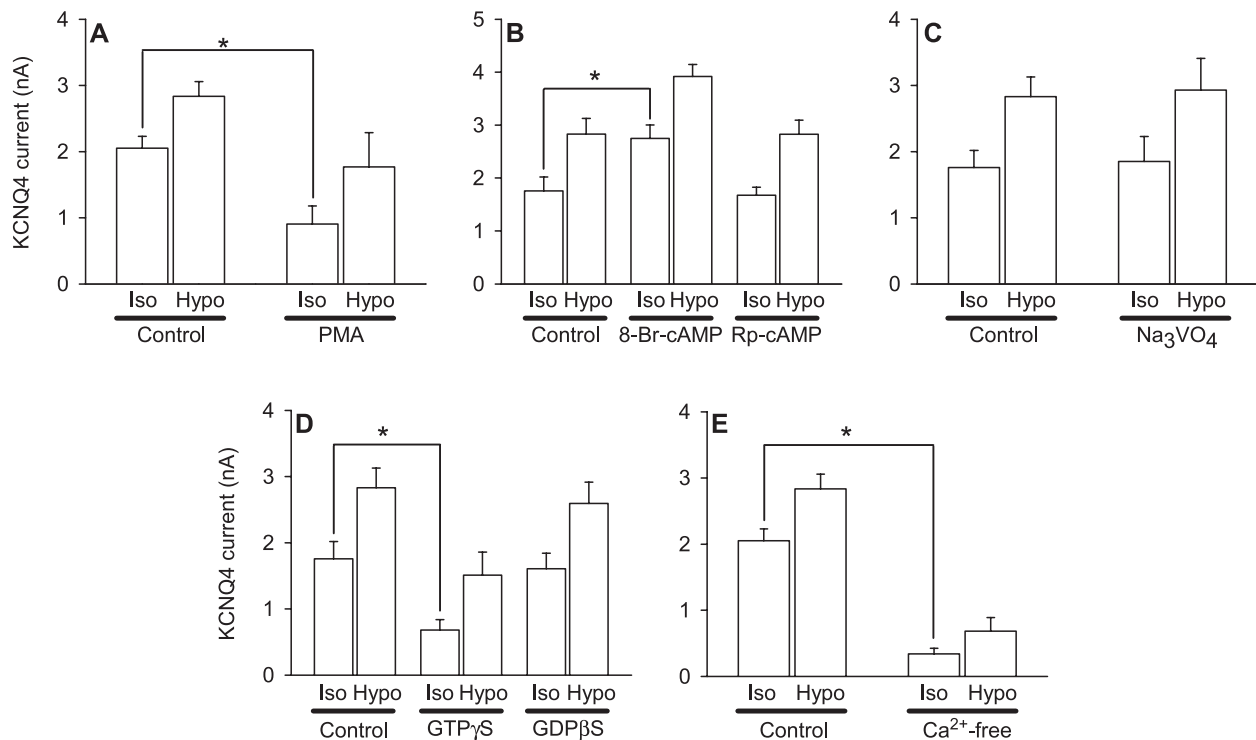 A
KCNQ4 current (nA)
4
3
2
1
0
*
Iso Hypo Iso Hypo
Control PMA
B
5
4
3
2
1
0
*
Iso Hypo Iso Hypo Iso Hypo
Control 8-Br-cAMP Rp-cAMP
C
4
3
2
1
0
Iso Hypo Iso Hypo
Control Na3VO4
D
KCNQ4 current (nA)
4
3
2
1
0
*
Iso Hypo Iso Hypo Iso Hypo
Control GTPγS GDPβS
E
4
3
2
1
0
*
Iso Hypo Iso Hypo
Control Ca2+-free